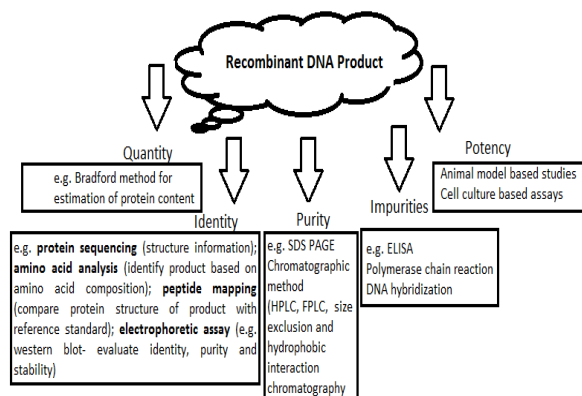 Recombinant DNA Product
Quantity
e.g. Bradford method for
estimation of protein content
Identity
e.g. protein sequencing (structure information);
amino acid analysis (identify product based on
amino acid composition); peptide mapping
(compare protein structure of product with
reference standard); electrophoretic assay (e.g.
western blot- evaluate identity, purity and
stability)
Purity
e.g. SDS PAGE
Chromatographic
method
(HPLC, FPLC, size
exclusion and
hydrophobic
interaction
chromatography
Impurities
e.g. ELISA
Polymerase chain reaction
DNA hybridization
Potency
Animal model based studies
Cell culture based assays